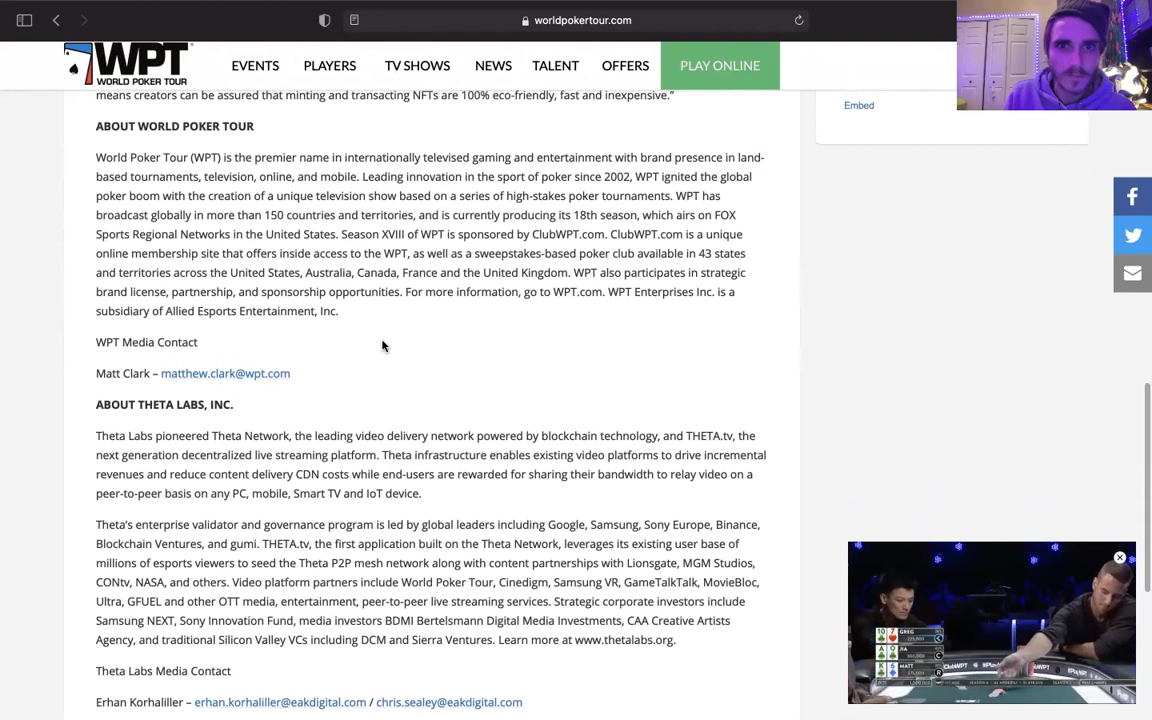 worldpokertour.com
WPT
WORLD POKER TOUR
EVENTS PLAYERS TV SHOWS NEWS TALENT OFFERS PLAY ONLINE
means creators can be assured that minting and transacting NFTs are 100% eco-friendly, fast and inexpensive.”
Embed
ABOUT WORLD POKER TOUR
World Poker Tour (WPT) is the premier name in internationally televised gaming and entertainment with brand presence in land-
based tournaments, television, online, and mobile. Leading innovation in the sport of poker since 2002, WPT ignited the global
poker boom with the creation of a unique television show based on a series of high-stakes poker tournaments. WPT has
broadcast globally in more than 150 countries and territories, and is currently producing its 18th season, which airs on FOX
Sports Regional Networks in the United States. Season XVIII of WPT is sponsored by ClubWPT.com. ClubWPT.com is a unique
online membership site that offers inside access to the WPT, as well as a sweepstakes-based poker club available in 43 states
and territories across the United States, Australia, Canada, France and the United Kingdom. WPT also participates in strategic
brand license, partnership, and sponsorship opportunities. For more information, go to WPT.com. WPT Enterprises Inc. is a
subsidiary of Allied Esports Entertainment, Inc.
WPT Media Contact
Matt Clark – matthew.clark@wpt.com
ABOUT THETA LABS, INC.
Theta Labs pioneered Theta Network, the leading video delivery network powered by blockchain technology, and THETA.tv, the
next generation decentralized live streaming platform. Theta infrastructure enables existing video platforms to drive incremental
revenues and reduce content delivery CDN costs while end-users are rewarded for sharing their bandwidth to relay video on a
peer-to-peer basis on any PC, mobile, Smart TV and IoT device.
Theta’s enterprise validator and governance program is led by global leaders including Google, Samsung, Sony Europe, Binance,
Blockchain Ventures, and gumi. THETA.tv, the first application built on the Theta Network, leverages its existing user base of
millions of esports viewers to seed the Theta P2P mesh network along with content partnerships with Lionsgate, MGM Studios,
CONtv, NASA, and others. Video platform partners include World Poker Tour, Cinedigm, Samsung VR, GameTalkTalk, MovieBloc,
Ultra, GFUEL and other OTT media, entertainment, peer-to-peer live streaming services. Strategic corporate investors include
Samsung NEXT, Sony Innovation Fund, media investors BDMI Bertelsmann Digital Media Investments, CAA Creative Artists
Agency, and traditional Silicon Valley VCs including DCM and Sierra Ventures. Learn more at www.thetalabs.org.
Theta Labs Media Contact
Erhan Korhaliller – erhan.korhaliller@eakdigital.com / chris.sealey@eakdigital.com
10 7 GREG
A Q JIA
K 6 MATT